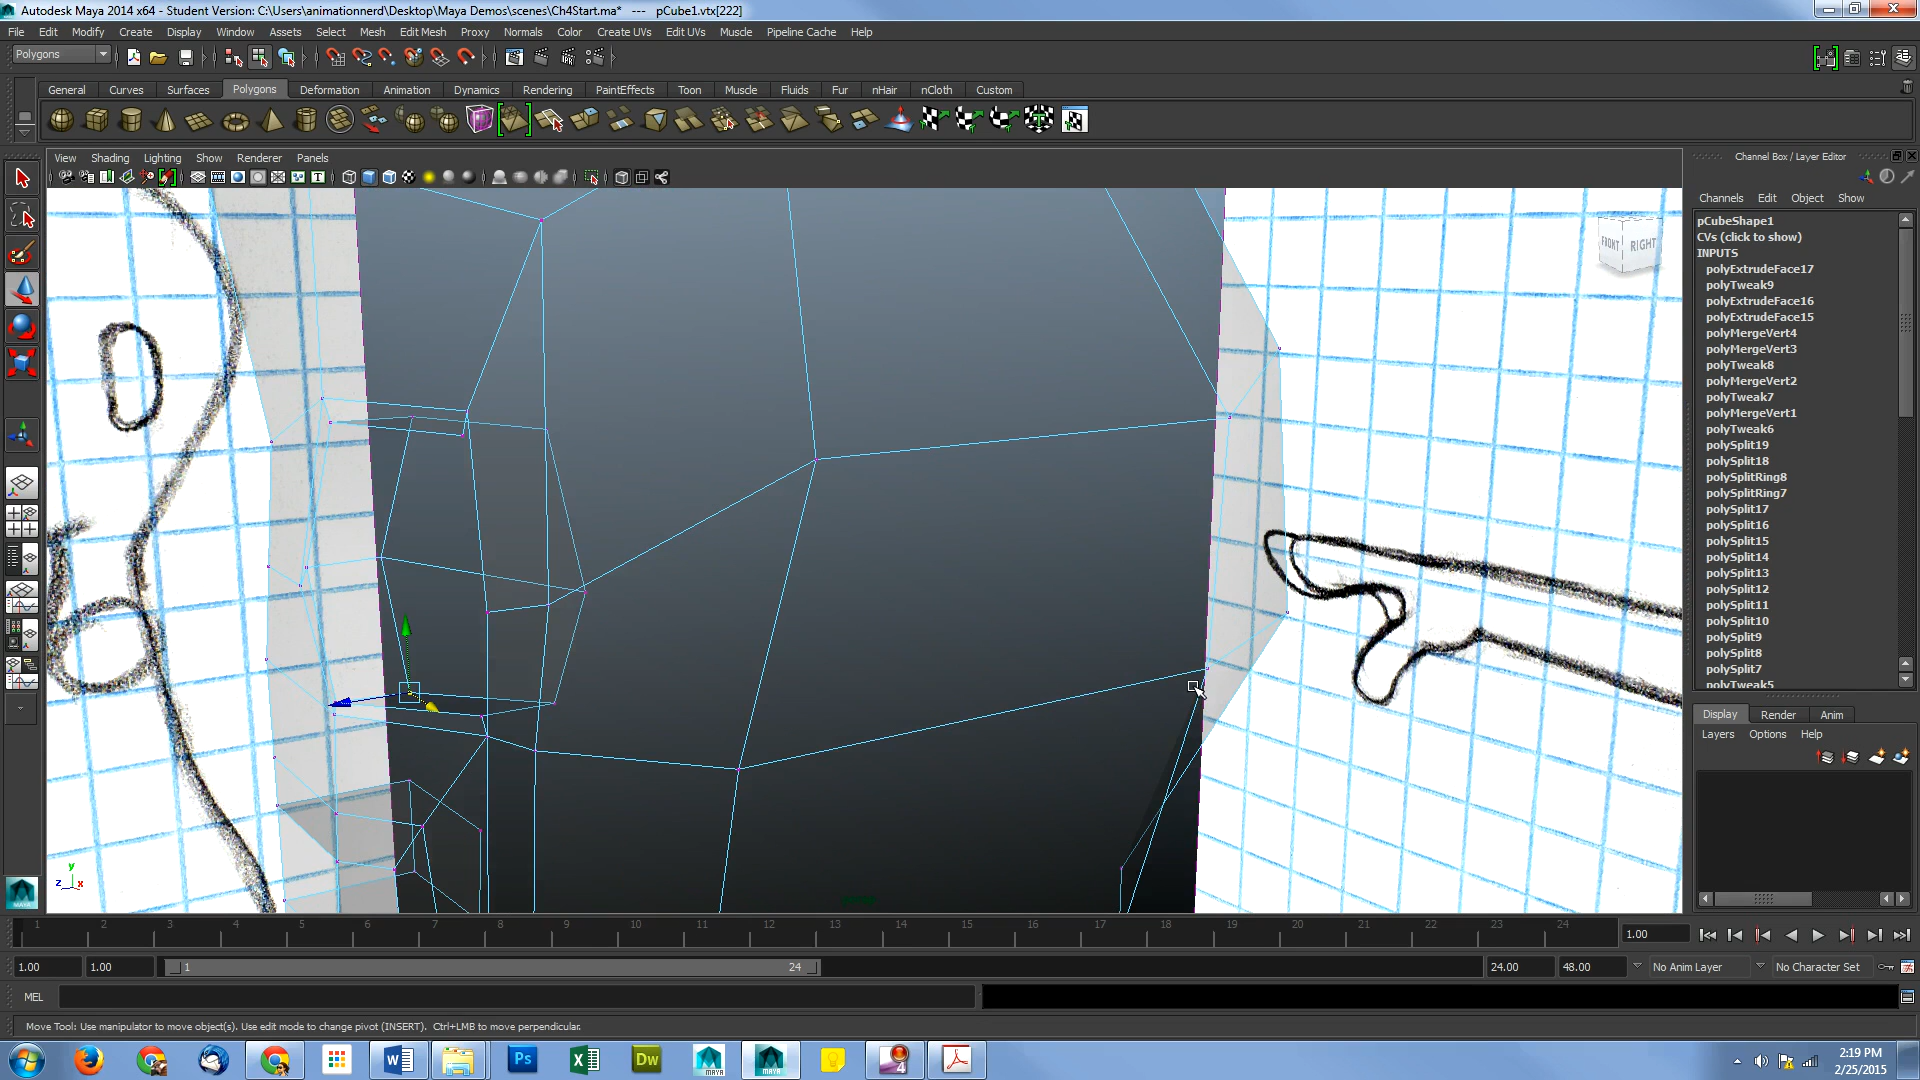 Autodesk Maya 2014 x64 - Student Version: C:\Users\animationnerd\Desktop\Maya Demos\scenes\Ch4Start.ma*   ---   pCube1.vtx[222]
File Edit Modify Create Display Window Assets Select Mesh Edit Mesh Proxy Normals Color Create UVs Edit UVs Muscle Pipeline Cache Help
Polygons
General Curves Surfaces Polygons Deformation Animation Dynamics Rendering PaintEffects Toon Muscle Fluids Fur nHair nCloth Custom
View Shading Lighting Show Renderer Panels
Channel Box / Layer Editor
Channels Edit Object Show
pCubeShape1
CVs (click to show)
INPUTS
polyExtrudeFace17
polyTweak9
polyExtrudeFace16
polyExtrudeFace15
polyMergeVert4
polyMergeVert3
polyTweak8
polyMergeVert2
polyTweak7
polyMergeVert1
polyTweak6
polySplit19
polySplit18
polySplitRing8
polySplitRing7
polySplit17
polySplit16
polySplit15
polySplit14
polySplit13
polySplit12
polySplit11
polySplit10
polySplit9
polySplit8
polySplit7
polyTweak5
FRONT RIGHT
Display Render Anim
Layers Options Help
y
z x
1 2 3 4 5 6 7 8 9 10 11 12 13 14 15 16 17 18 19 20 21 22 23 24
1.00
1.00 1.00 1 24 24.00 48.00 No Anim Layer No Character Set
MEL
Move Tool: Use manipulator to move object(s). Use edit mode to change pivot (INSERT).  Ctrl+LMB to move perpendicular.
2:19 PM
2/25/2015